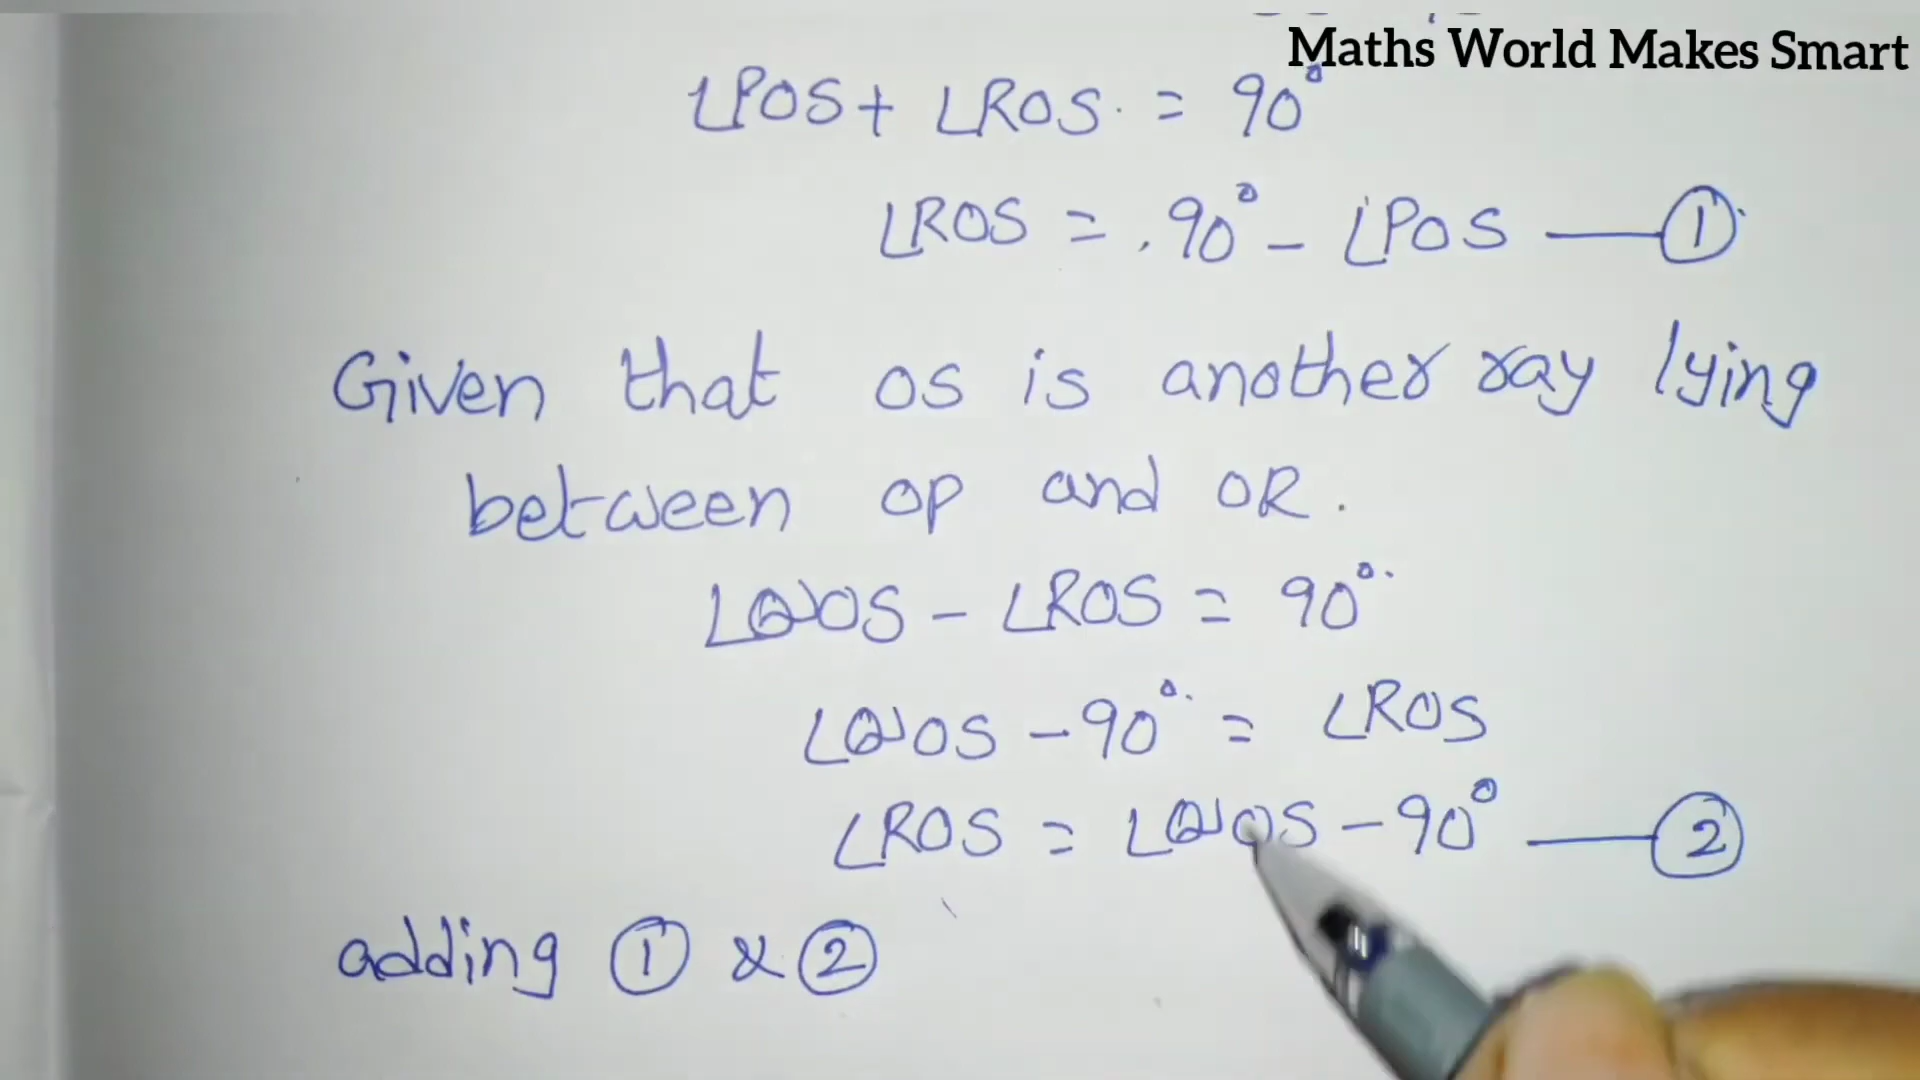 Maths World Makes Smart
∠POS + ∠ROS = 90°
∠ROS = 90° - ∠POS — ①
Given that OS is another ray lying
between OP and OR.
∠QOS - ∠ROS = 90°
∠QOS - 90° = ∠ROS
∠ROS = ∠QOS - 90° — ②
adding ① & ②